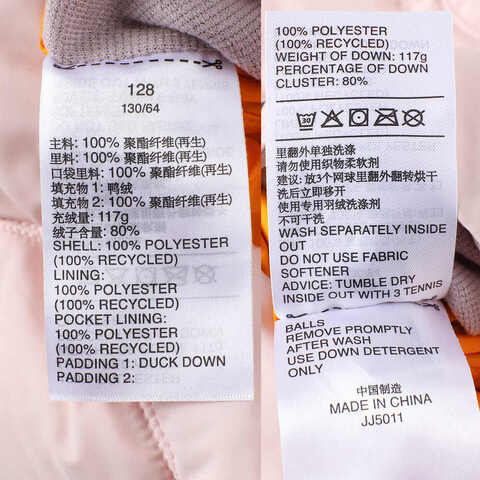 128
130/64
主料: 100% 聚酯纤维(再生)
里料: 100% 聚酯纤维(再生)
口袋里料: 100% 聚酯纤维(再生)
填充物 1: 鸭绒
填充物 2: 100% 聚酯纤维(再生)
充绒量: 117g
绒子含量: 80%
SHELL: 100% POLYESTER
(100% RECYCLED)
LINING:
100% POLYESTER
(100% RECYCLED)
POCKET LINING:
100% POLYESTER
(100% RECYCLED)
PADDING 1: DUCK DOWN
PADDING 2:
100% POLYESTER
(100% RECYCLED)
WEIGHT OF DOWN: 117g
PERCENTAGE OF DOWN
CLUSTER: 80%
30
里翻外单独洗涤
请勿使用织物柔软剂
建议: 放3个网球里翻外翻转烘干
洗后立即移开
使用专用羽绒洗涤剂
不可干洗
WASH SEPARATELY INSIDE
OUT
DO NOT USE FABRIC
SOFTENER
ADVICE: TUMBLE DRY
INSIDE OUT WITH 3 TENNIS
BALLS
REMOVE PROMPTLY
AFTER WASH
USE DOWN DETERGENT
ONLY
中国制造
MADE IN CHINA
JJ5011